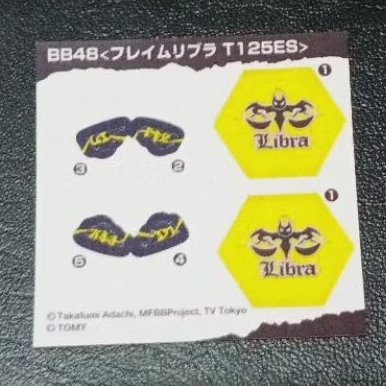 BB48<フレイムリブラ T125ES>
①
Libra
③ ②
①
Libra
⑤ ④
©Takafumi Adachi, MFBBProject, TV Tokyo
©TOMY